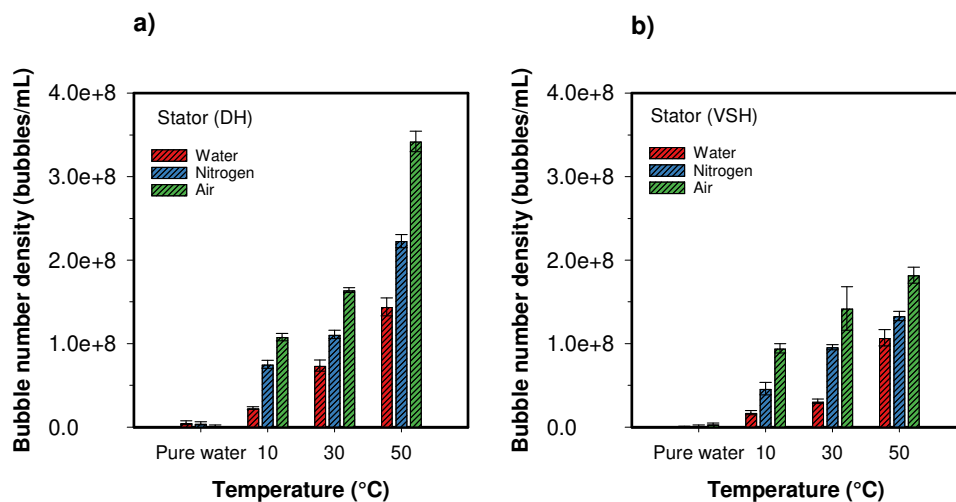 a)
Bubble number density (bubbles/mL)
4.0e+8
3.0e+8
2.0e+8
1.0e+8
0.0
Stator (DH)
Water
Nitrogen
Air
Pure water 10 30 50
Temperature (°C)
b)
Bubble number density (bubbles/mL)
4.0e+8
3.0e+8
2.0e+8
1.0e+8
0.0
Stator (VSH)
Water
Nitrogen
Air
Pure water 10 30 50
Temperature (°C)